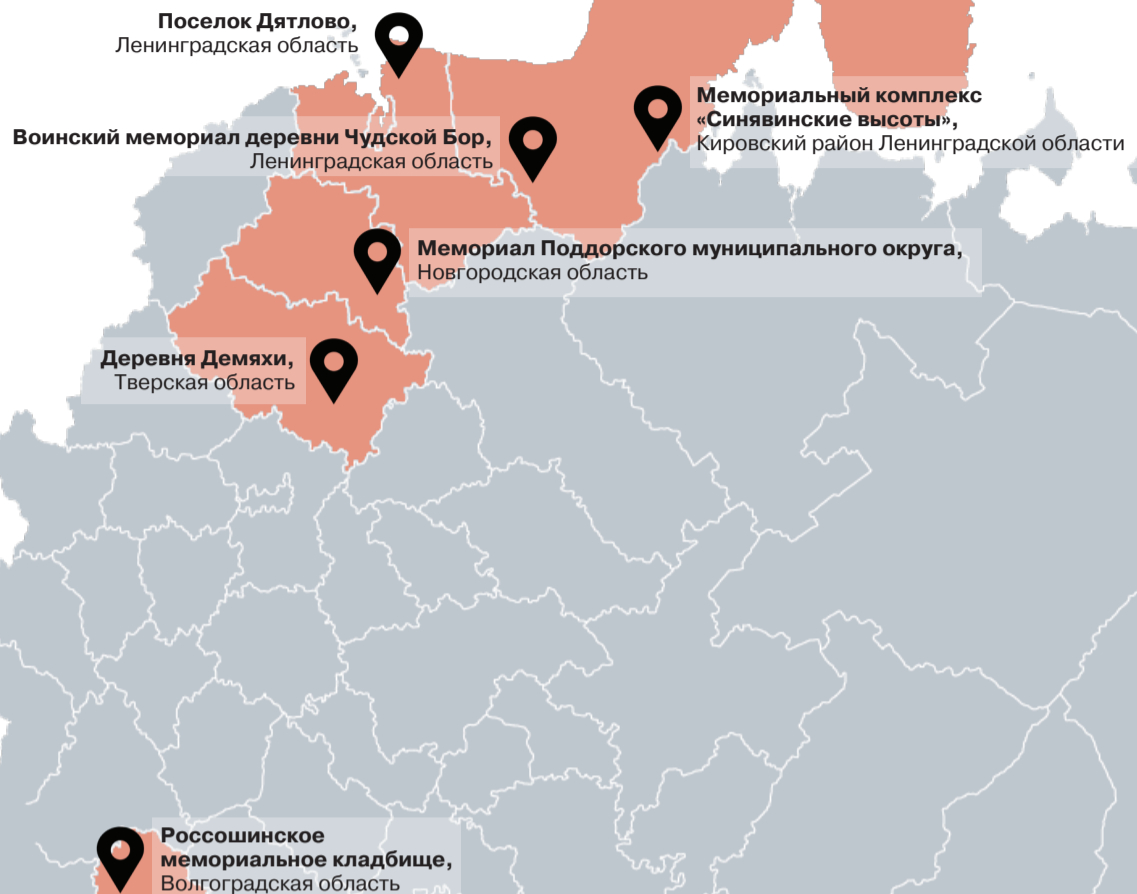 Поселок Дятлово,
Ленинградская область
Мемориальный комплекс
«Синявинские высоты»,
Кировский район Ленинградской области
Воинский мемориал деревни Чудской Бор,
Ленинградская область
Мемориал Поддорского муниципального округа,
Новгородская область
Деревня Демяхи,
Тверская область
Россошинское
мемориальное кладбище,
Волгоградская область